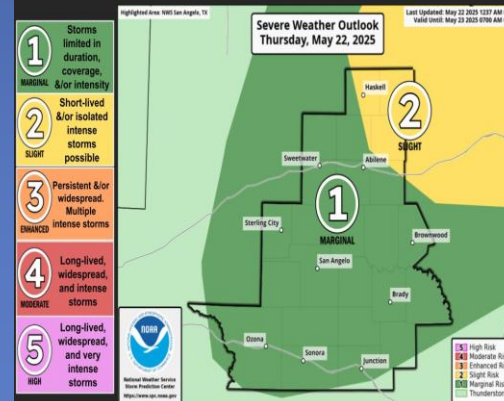 1
MARGINAL
Storms
limited in
duration,
coverage,
&/or intensity
2
SLIGHT
Short-lived
&/or isolated
intense
storms
possible
3
ENHANCED
Persistent &/or
widespread.
Multiple
intense storms
4
MODERATE
Long-lived,
widespread,
and intense
storms
5
HIGH
Long-lived,
widespread,
and very
intense
storms
Highlighted Area: NWS San Angelo, TX
Severe Weather Outlook
Thursday, May 22, 2025
Last Updated: May 22 2025 1237 AM
Valid Until: May 23 2025 0700 AM
Haskell
2
SLIGHT
Sweetwater
Abilene
1
MARGINAL
Sterling City
Brownwood
San Angelo
Brady
Ozona
Sonora
Junction
NOAA
National Weather Service
Storm Prediction Center
https://www.spc.noaa.gov
5 High Risk
4 Moderate Ris
3 Enhanced Ris
2 Slight Risk
1 Marginal Ris
Thunderstor